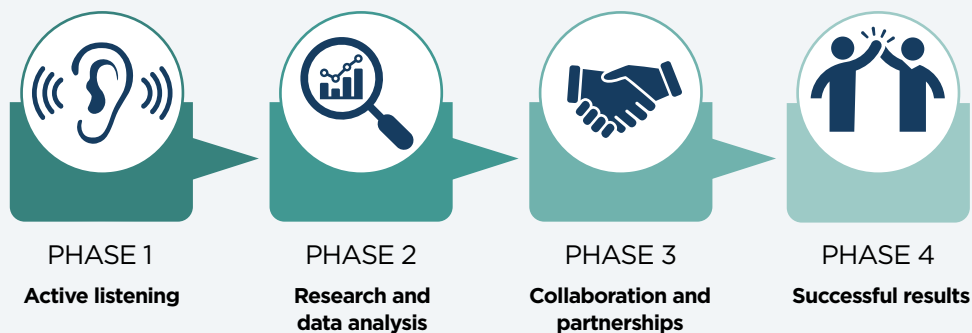 PHASE 1
Active listening
PHASE 2
Research and
data analysis
PHASE 3
Collaboration and
partnerships
PHASE 4
Successful results